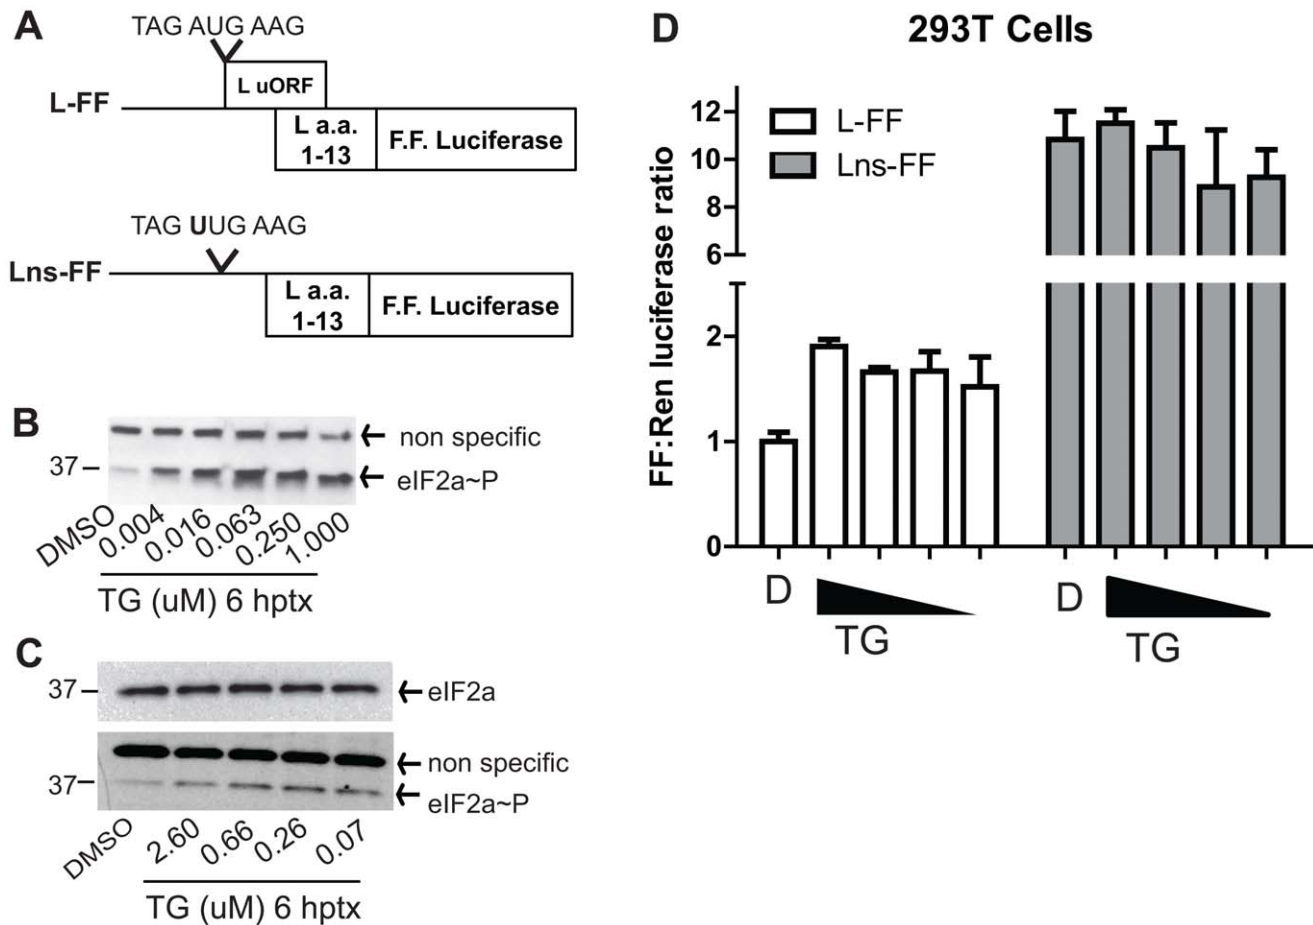 A
TAG AUG AAG
L-FF
L uORF
L a.a.
1-13
F.F. Luciferase
TAG UUG AAG
Lns-FF
L a.a.
1-13
F.F. Luciferase
B
non specific
37
eIF2a~P
DMSO
0.004
0.016
0.063
0.250
1.000
TG (uM) 6 hptx
C
37
eIF2a
non specific
37
eIF2a~P
DMSO
2.60
0.66
0.26
0.07
TG (uM) 6 hptx
D
293T Cells
FF:Ren luciferase ratio
12
10
8
6
2
1
0
L-FF
Lns-FF
D
TG
D
TG